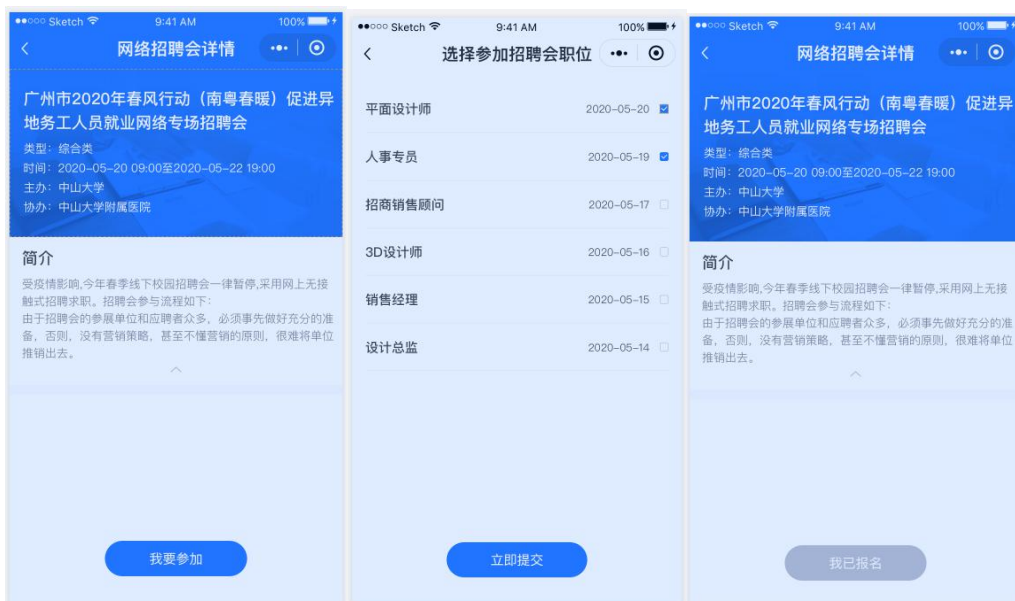 ●●○○○ Sketch 9:41 AM 100%
网络招聘会详情
广州市2020年春风行动（南粤春暖）促进异
地务工人员就业网络专场招聘会
类型：综合类
时间：2020-05-20 09:00至2020-05-22 19:00
主办：中山大学
协办：中山大学附属医院
简介
受疫情影响,今年春季线下校园招聘会一律暂停,采用网上无接
触式招聘求职。招聘会参与流程如下：
由于招聘会的参展单位和应聘者众多，必须事先做好充分的准
备，否则，没有营销策略，甚至不懂营销的原则，很难将单位
推销出去。
我要参加
●●○○○ Sketch 9:41 AM 100%
选择参加招聘会职位
平面设计师 2020-05-20
人事专员 2020-05-19
招商销售顾问 2020-05-17
3D设计师 2020-05-16
销售经理 2020-05-15
设计总监 2020-05-14
立即提交
●●○○○ Sketch 9:41 AM 100%
网络招聘会详情
广州市2020年春风行动（南粤春暖）促进异
地务工人员就业网络专场招聘会
类型：综合类
时间：2020-05-20 09:00至2020-05-22 19:00
主办：中山大学
协办：中山大学附属医院
简介
受疫情影响,今年春季线下校园招聘会一律暂停,采用网上无接
触式招聘求职。招聘会参与流程如下：
由于招聘会的参展单位和应聘者众多，必须事先做好充分的准
备，否则，没有营销策略，甚至不懂营销的原则，很难将单位
推销出去。
我已报名